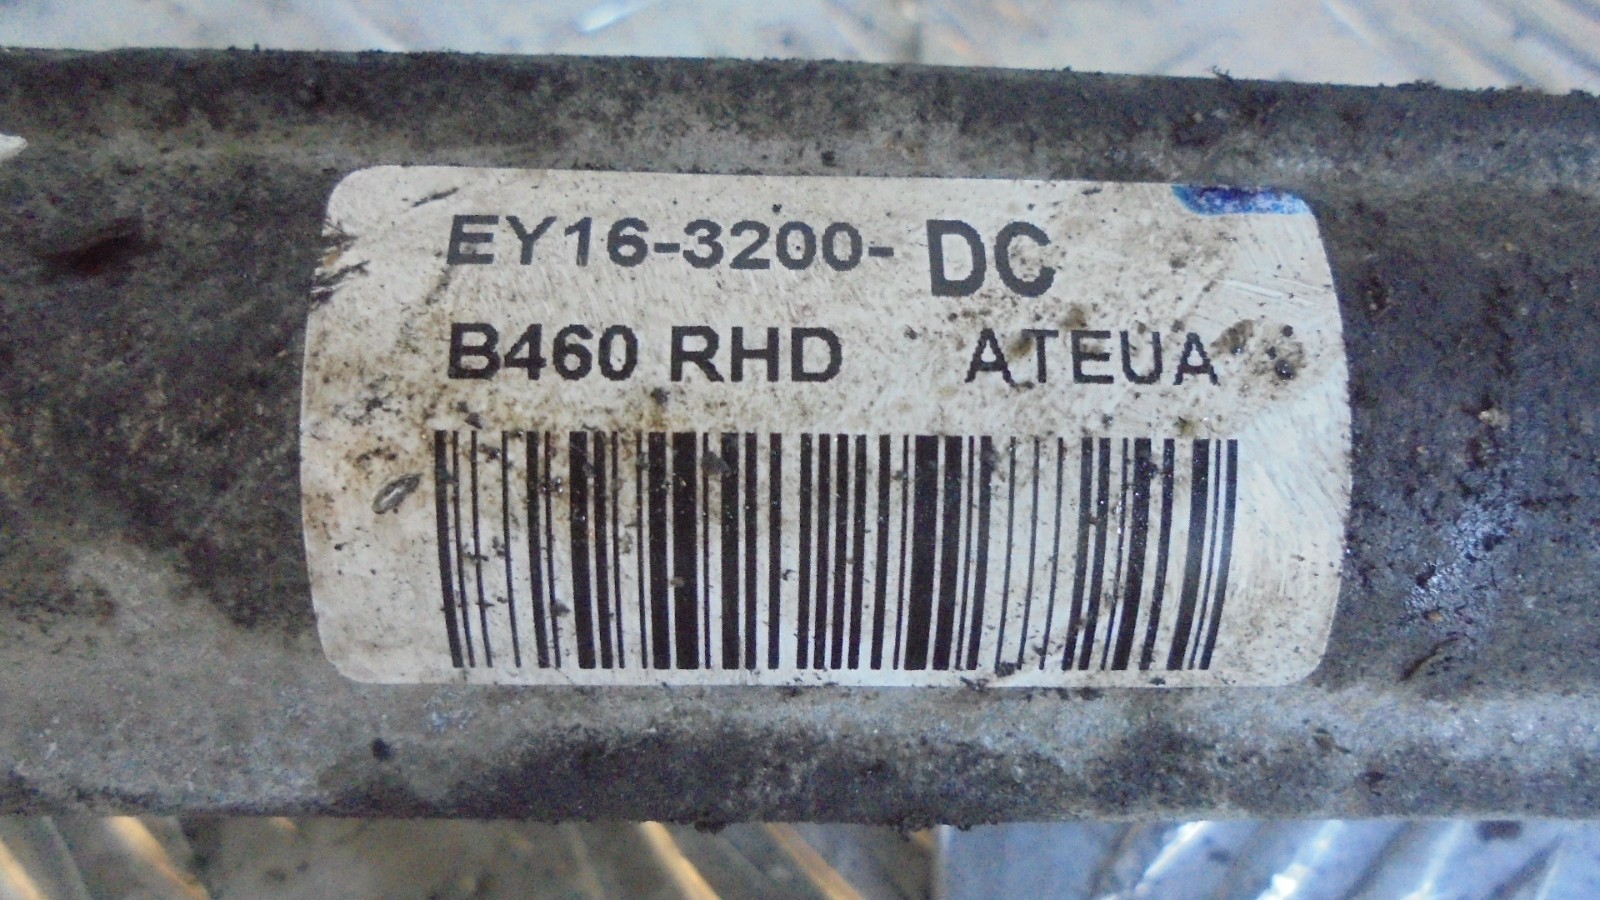 EY16-3200- DC
B460 RHD ATEUA